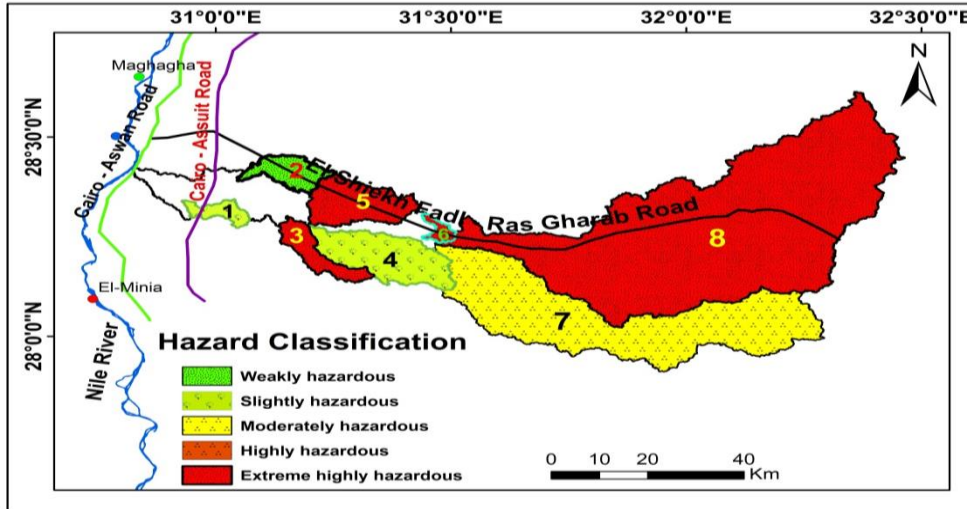 31°0'0"E 31°30'0"E 32°0'0"E 32°30'0"E
N
28°30'0"N
28°0'0"N
Maghagha
Cairo - Aswan Road
Cairo - Assuit Road
El-Shiekh Fadl - Ras Gharab Road
El-Minia
Nile River
1
2
3
4
5
6
7
8
Hazard Classification
Weakly hazardous
Slightly hazardous
Moderately hazardous
Highly hazardous
Extreme highly hazardous
0 10 20 40
Km